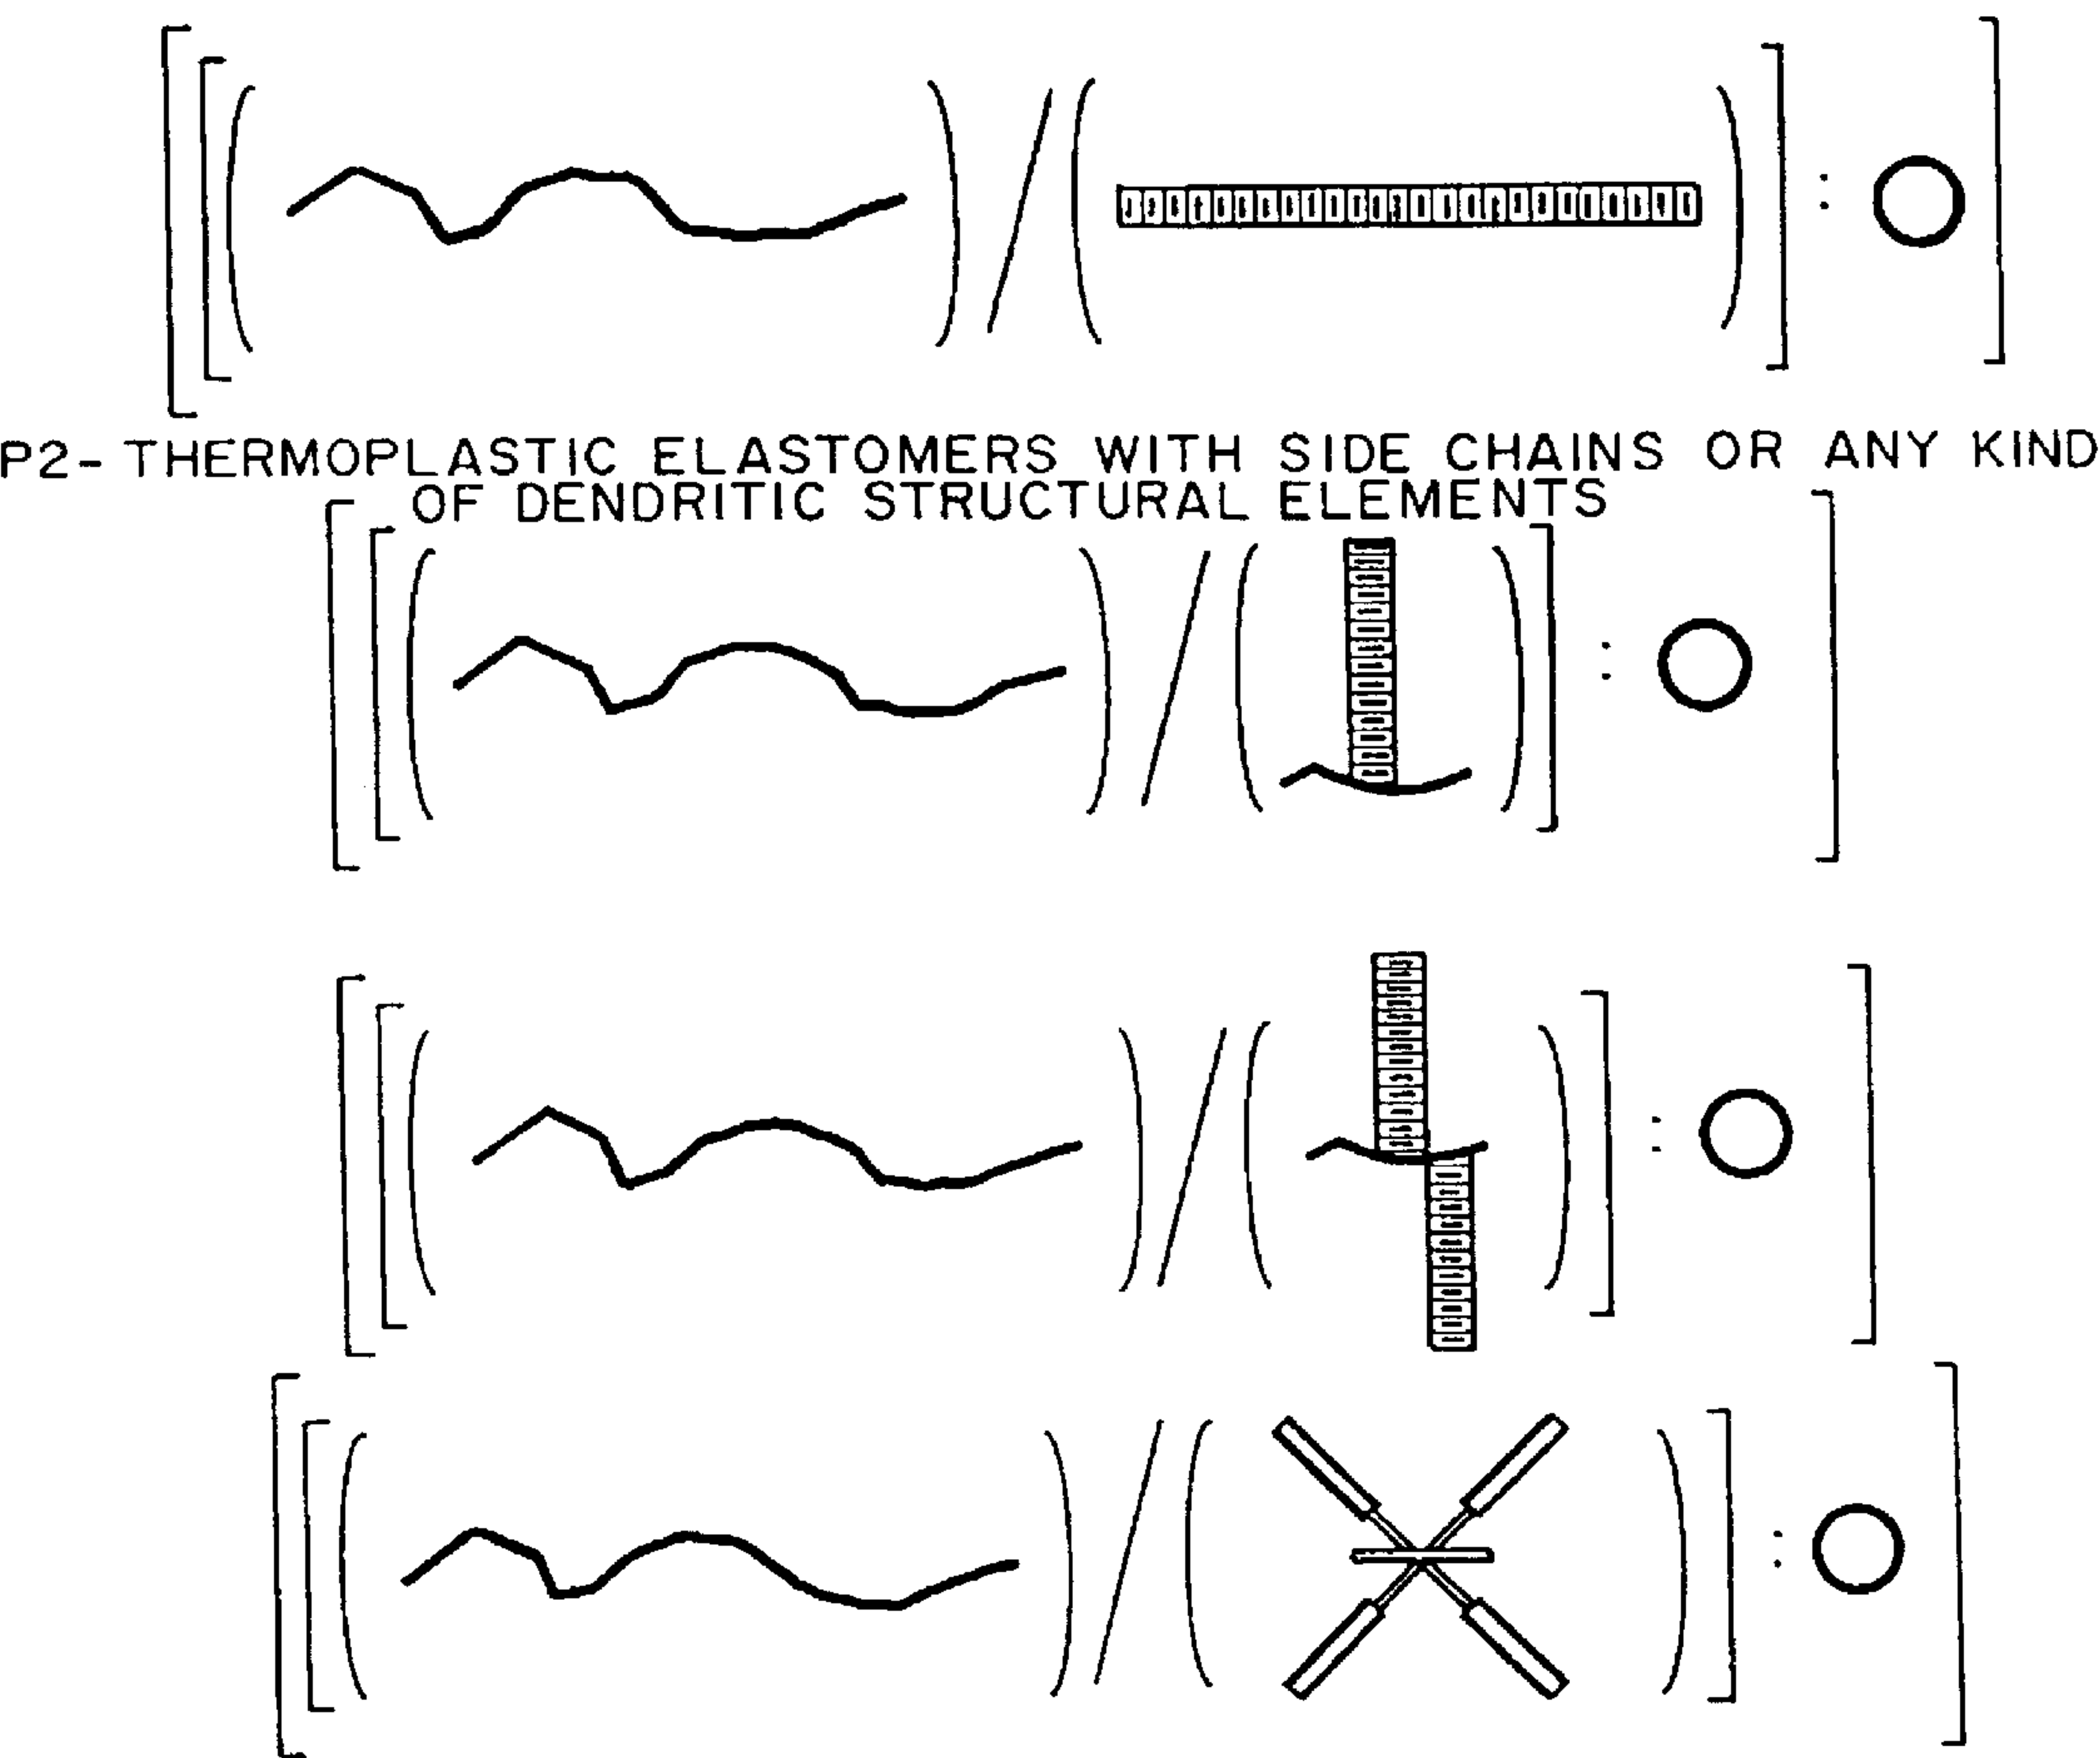 P2- THERMOPLASTIC ELASTOMERS WITH SIDE CHAINS OR ANY KIND
OF DENDRITIC STRUCTURAL ELEMENTS